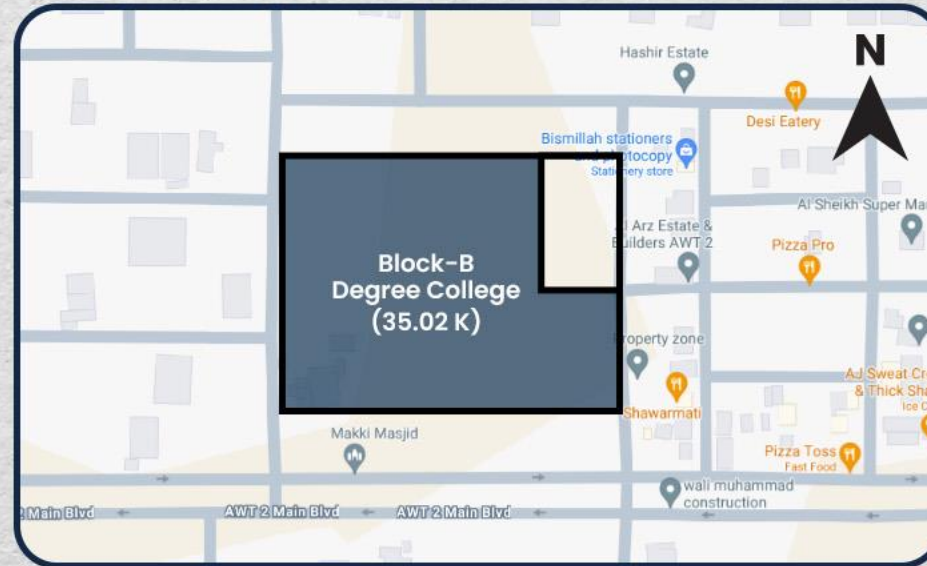 Hashir Estate
N
Desi Eatery
Bismillah stationers
and photocopy
Stationery store
Al Sheikh Super Mar
Al Arz Estate &
Builders AWT 2
Pizza Pro
Block-B
Degree College
(35.02 K)
Property zone
AJ Sweat Cr
& Thick Sha
Ice C
Shawarmati
Makki Masjid
Pizza Toss
Fast Food
wali muhammad
construction
2 Main Blvd
AWT 2 Main Blvd
AWT 2 Main Blvd